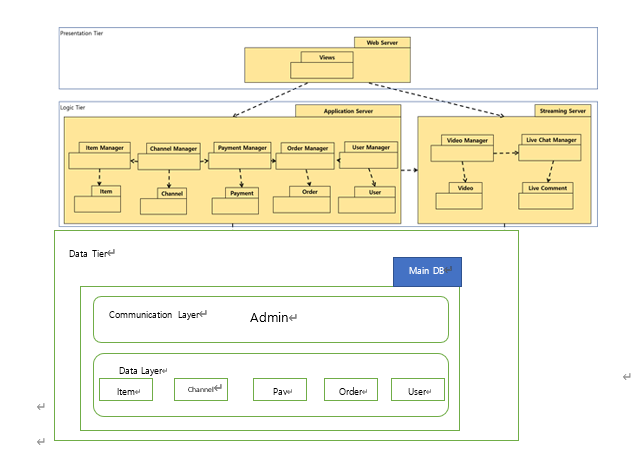 Presentation Tier
Web Server
Views
Logic Tier
Application Server
Streaming Server
Item Manager
Channel Manager
Payment Manager
Order Manager
User Manager
Video Manager
Live Chat Manager
Item
Channel
Payment
Order
User
Video
Live Comment
Data Tier↵
Main DB↵
Communication Layer↵
Admin↵
Data Layer↵
Item↵
Channel↵
Pav↵
Order↵
User↵